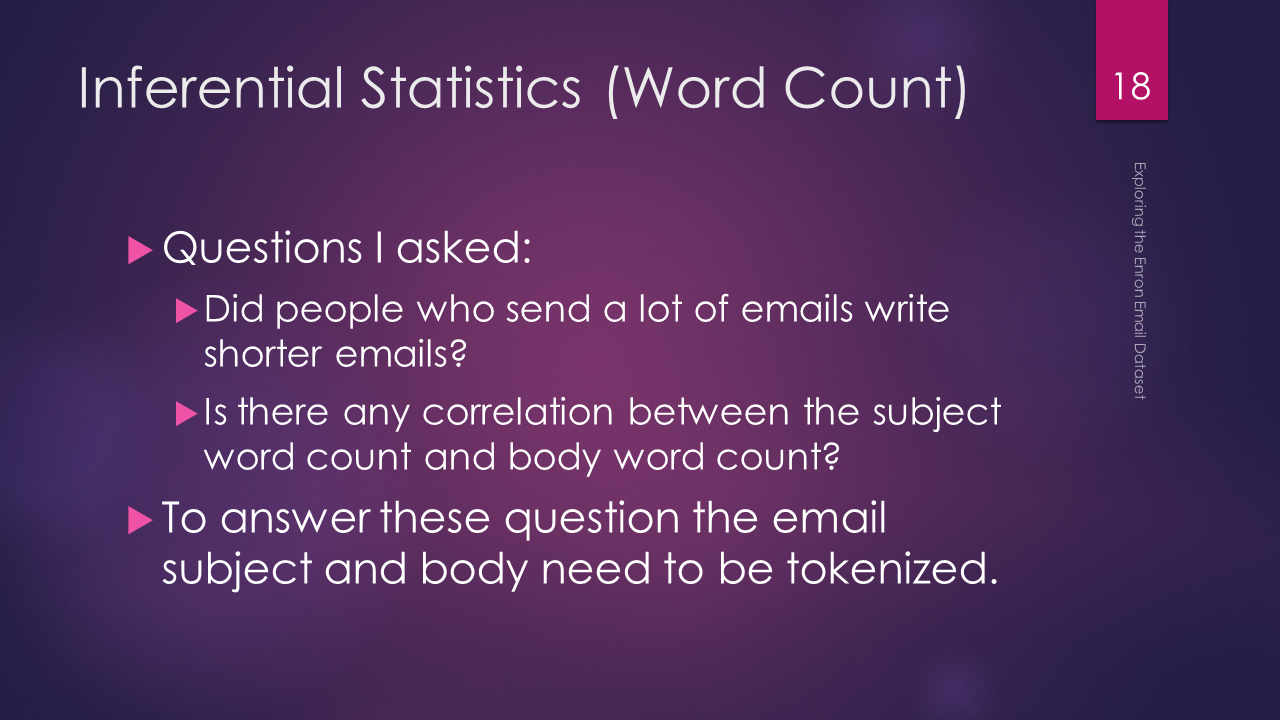 Inferential Statistics (Word Count)
18
Exploring the Enron Email Dataset
Questions I asked:
Did people who send a lot of emails write
shorter emails?
Is there any correlation between the subject
word count and body word count?
To answer these question the email
subject and body need to be tokenized.